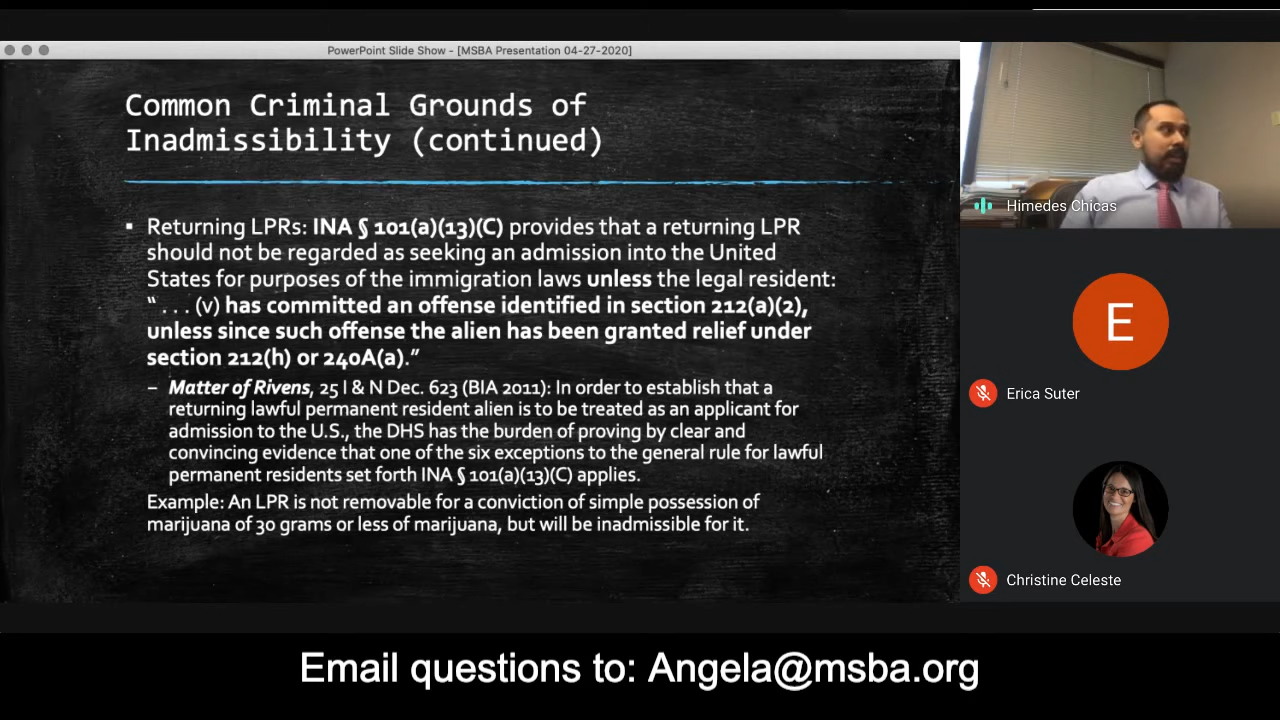 PowerPoint Slide Show - [MSBA Presentation 04-27-2020]
Common Criminal Grounds of
Inadmissibility (continued)
▪ Returning LPRs: INA § 101(a)(13)(C) provides that a returning LPR
should not be regarded as seeking an admission into the United
States for purposes of the immigration laws unless the legal resident:
“ . . . (v) has committed an offense identified in section 212(a)(2),
unless since such offense the alien has been granted relief under
section 212(h) or 240A(a).”
– Matter of Rivens, 25 I & N Dec. 623 (BIA 2011): In order to establish that a
returning lawful permanent resident alien is to be treated as an applicant for
admission to the U.S., the DHS has the burden of proving by clear and
convincing evidence that one of the six exceptions to the general rule for lawful
permanent residents set forth INA § 101(a)(13)(C) applies.
Example: An LPR is not removable for a conviction of simple possession of
marijuana of 30 grams or less of marijuana, but will be inadmissible for it.
Himedes Chicas
E
Erica Suter
Christine Celeste
Email questions to: Angela@msba.org